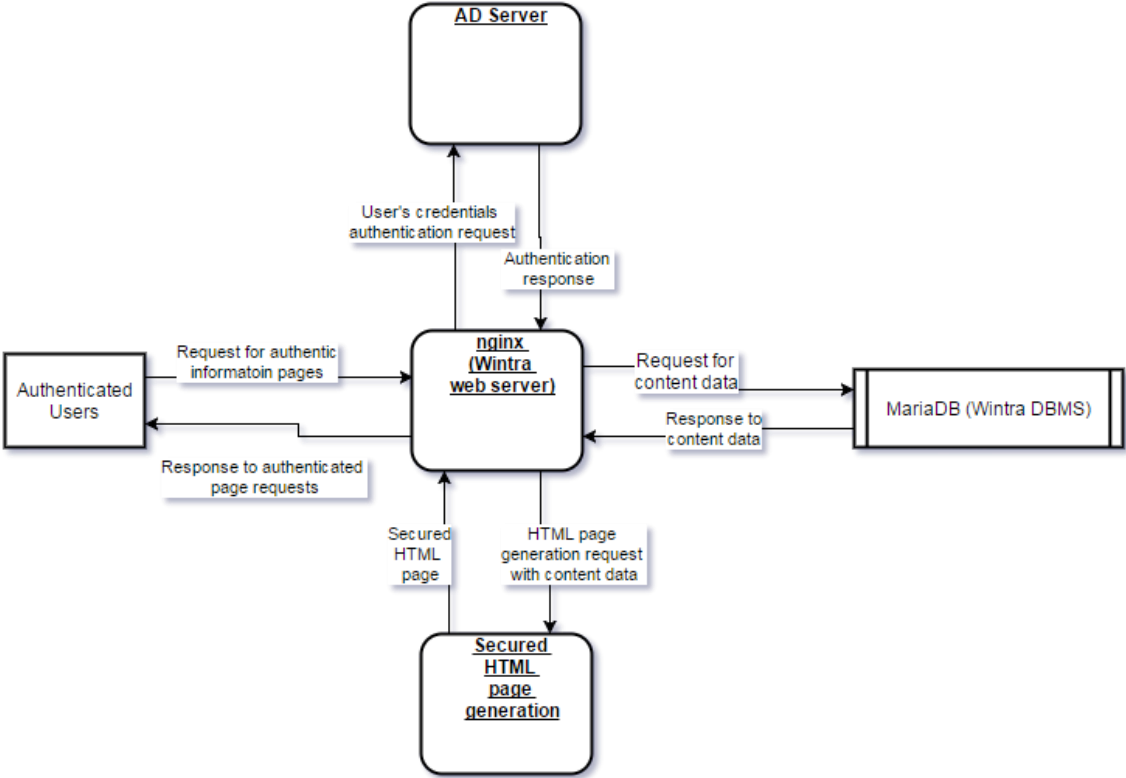 AD Server
User's credentials
authentication request
Authentication
response
nginx
(Wintra
web server)
Request for authentic
informatoin pages
Authenticated
Users
Response to authenticated
page requests
Request for
content data
Response to
content data
MariaDB (Wintra DBMS)
Secured
HTML
page
HTML page
generation request
with content data
Secured
HTML
page
generation